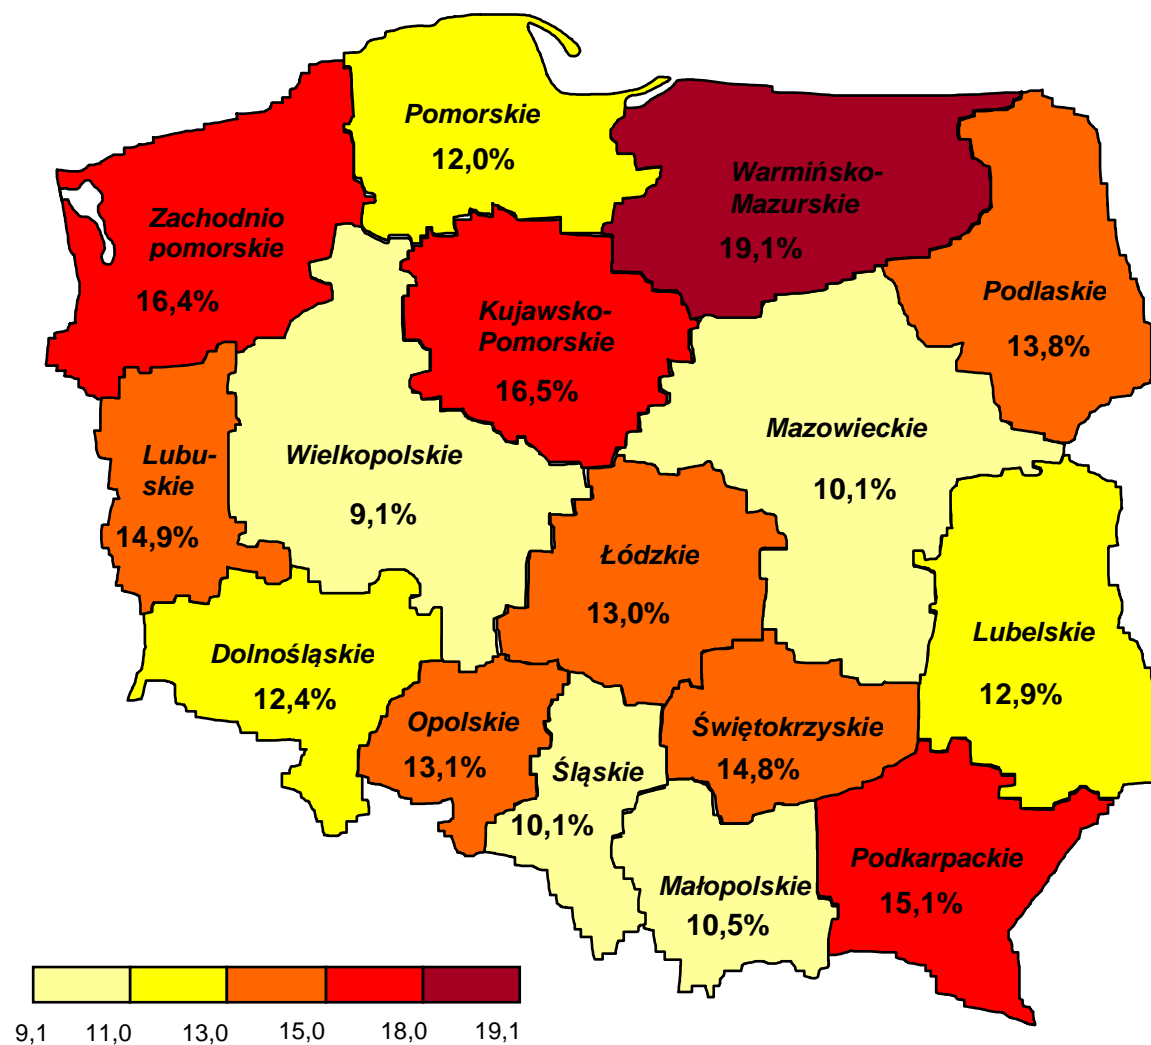 Pomorskie
12,0%
Warmińsko-
Mazurskie
19,1%
Zachodnio
pomorskie
16,4%
Podlaskie
13,8%
Kujawsko-
Pomorskie
16,5%
Mazowieckie
10,1%
Lubu-
skie
14,9%
Wielkopolskie
9,1%
Łódzkie
13,0%
Lubelskie
12,9%
Dolnośląskie
12,4%
Opolskie
13,1%
Śląskie
10,1%
Świętokrzyskie
14,8%
Małopolskie
10,5%
Podkarpackie
15,1%
9,1 11,0 13,0 15,0 18,0 19,1